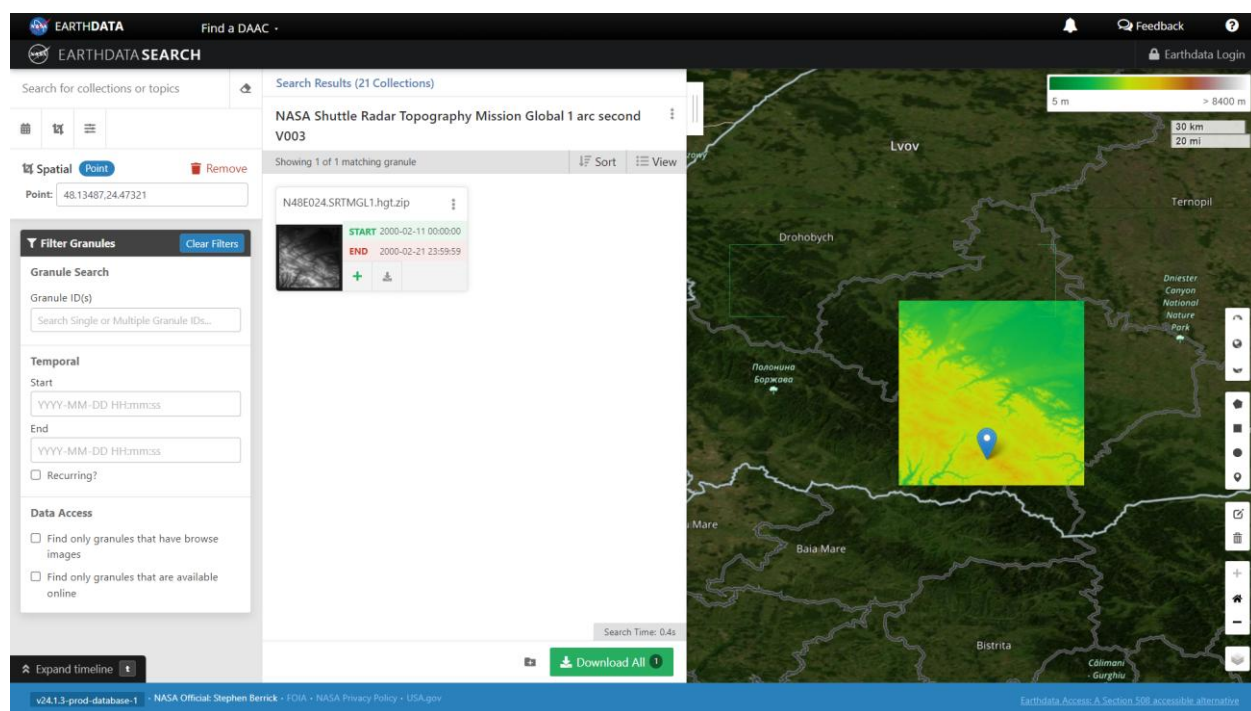 EARTHDATA Find a DAAC - Feedback ?
EARTHDATA SEARCH Earthdata Login
Search for collections or topics
Spatial Point Remove
Point: 48.13487,24.47321
Filter Granules Clear Filters
Granule Search
Granule ID(s)
Search Single or Multiple Granule IDs...
Temporal
Start
YYYY-MM-DD HH:mm:ss
End
YYYY-MM-DD HH:mm:ss
Recurring?
Data Access
Find only granules that have browse
images
Find only granules that are available
online
Expand timeline t
Search Results (21 Collections)
NASA Shuttle Radar Topography Mission Global 1 arc second
V003
Showing 1 of 1 matching granule Sort View
N48E024.SRTMGL1.hgt.zip
START 2000-02-11 00:00:00
END 2000-02-21 23:59:59
Search Time: 0.4s
Download All 1
5 m > 8400 m
30 km
20 mi
Lvov
Ternopil
Drohobych
Dniester
Canyon
National
Nature
Park
Полонина
Боржава
Mare
Baia Mare
Bistrita
Călimani
- Gurghiu
v24.1.3-prod-database-1 · NASA Official: Stephen Berrick · FOIA · NASA Privacy Policy · USA.gov
Earthdata Access: A Section 508 accessible alternative